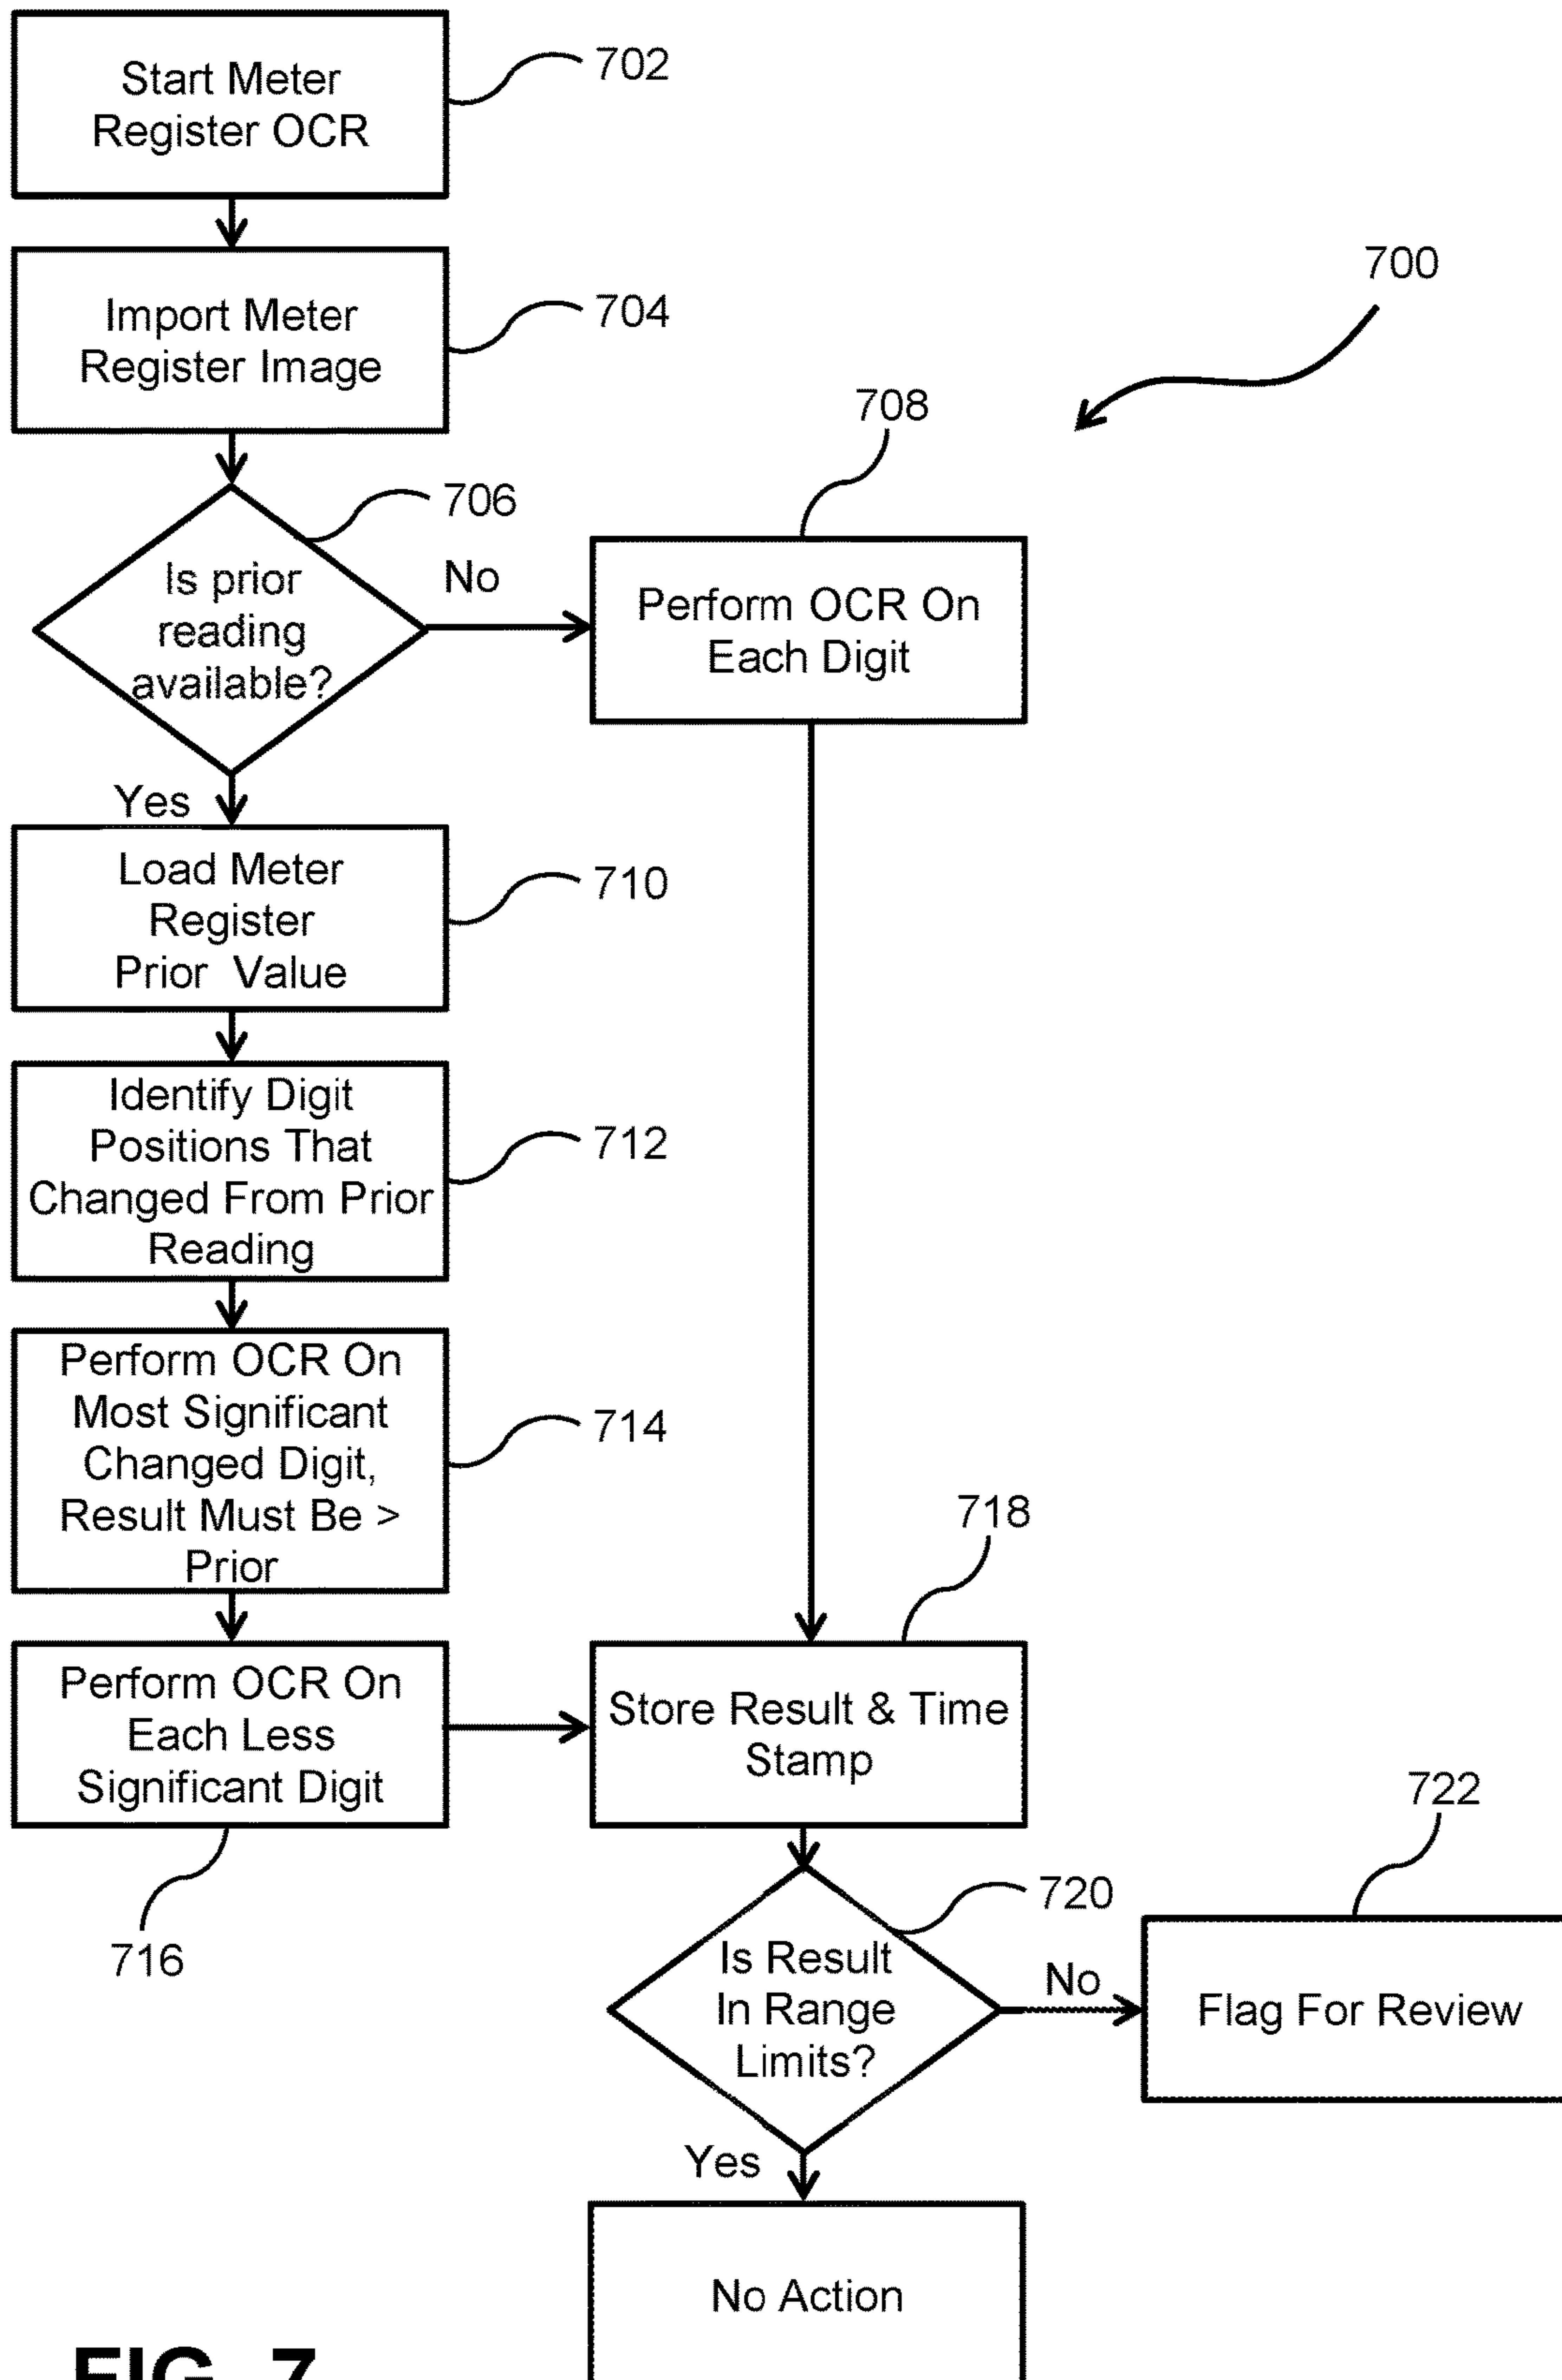 Start Meter
Register OCR
702
Import Meter
Register Image
704
700
706
Is prior
reading
available?
No
708
Perform OCR On
Each Digit
Yes
Load Meter
Register
Prior Value
710
Identify Digit
Positions That
Changed From Prior
Reading
712
Perform OCR On
Most Significant
Changed Digit,
Result Must Be >
Prior
714
Perform OCR On
Each Less
Significant Digit
716
718
Store Result & Time
Stamp
720
Is Result
In Range
Limits?
No
722
Flag For Review
Yes
No Action
FIG. 7